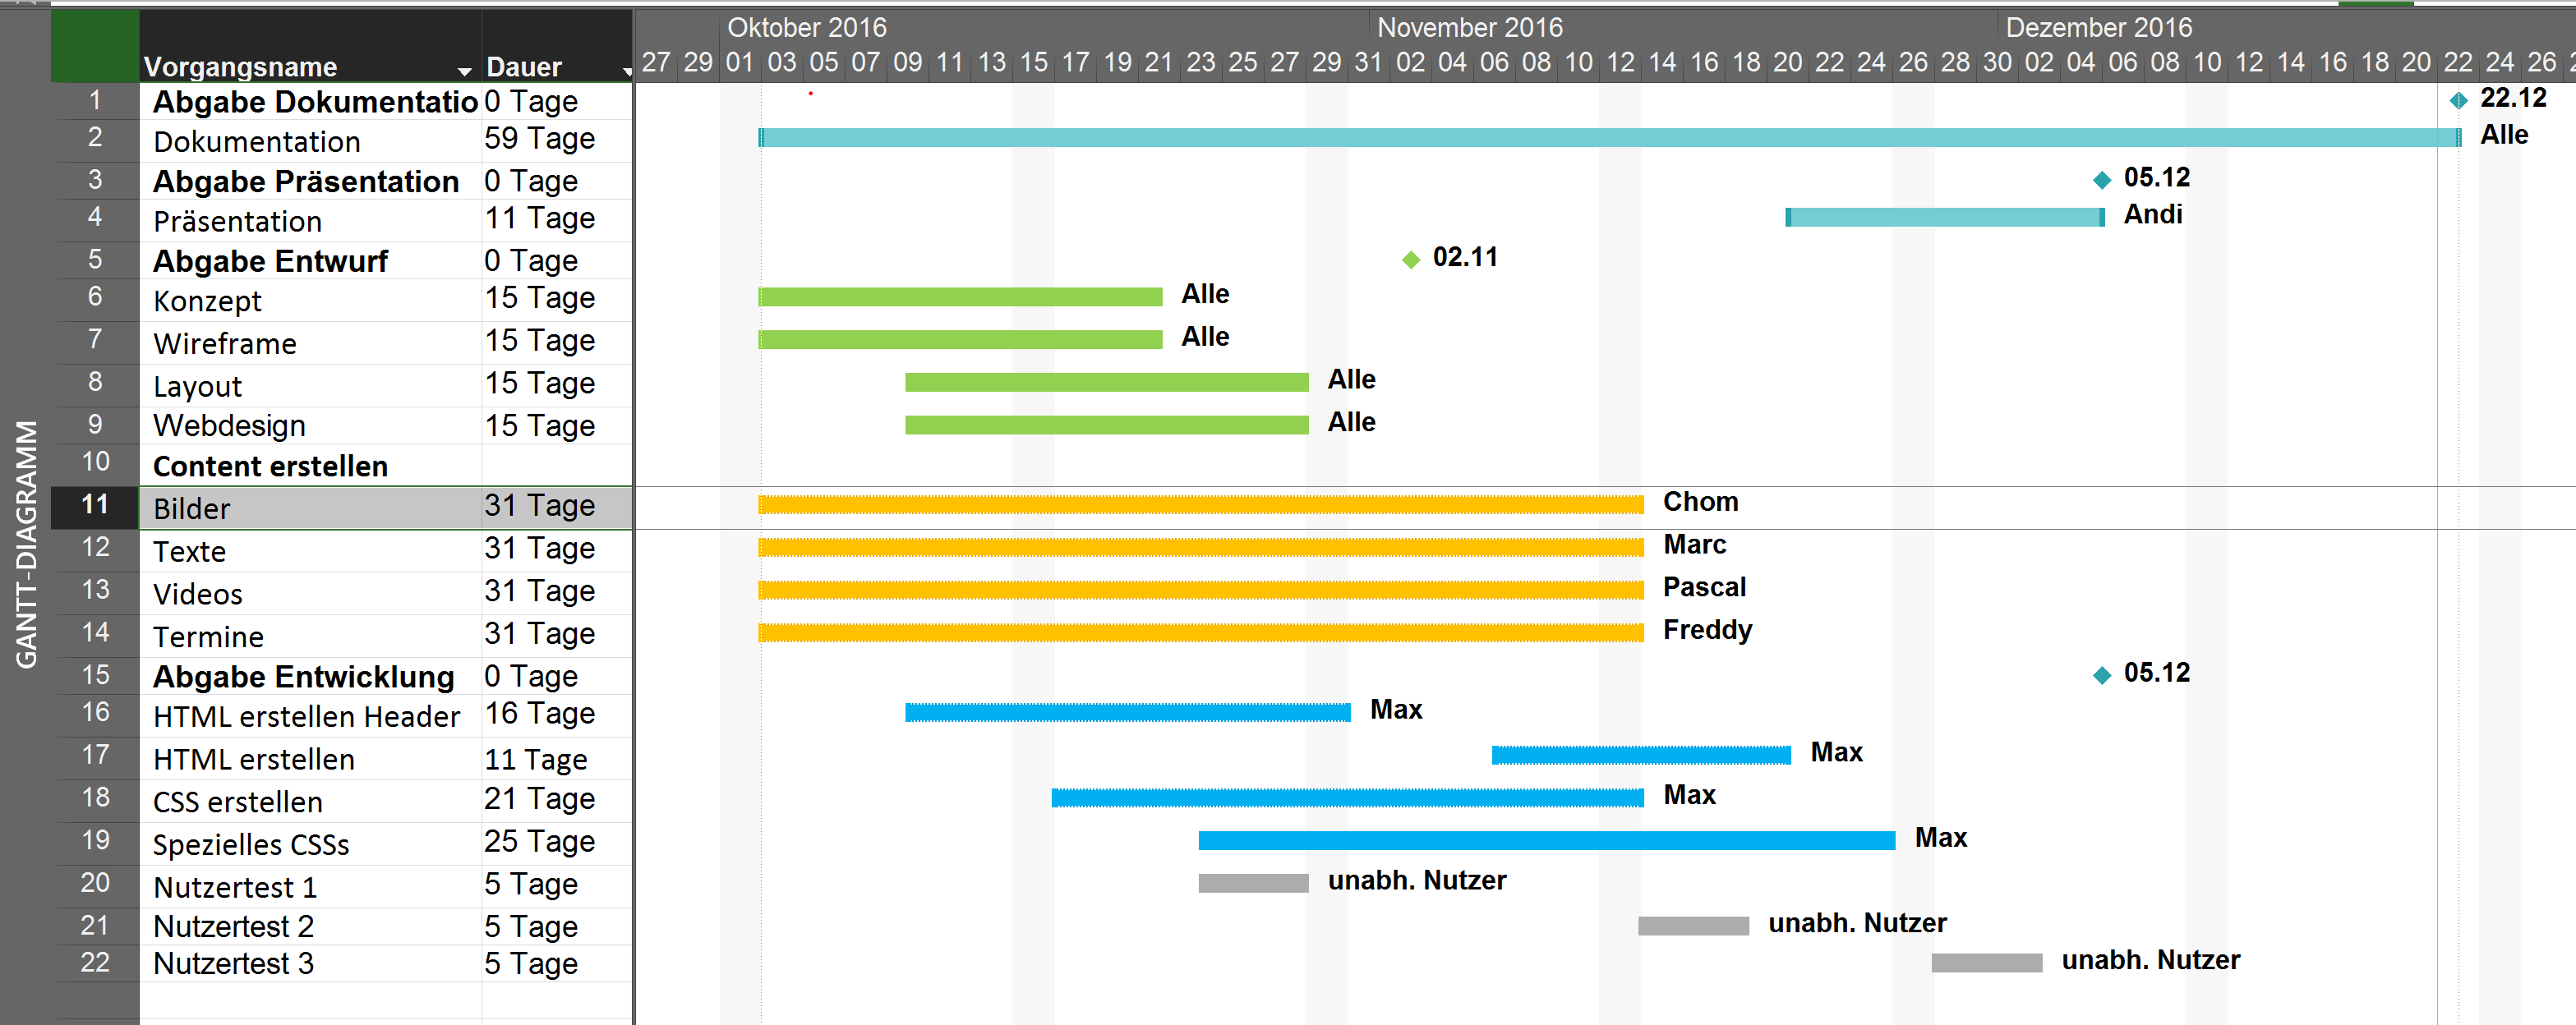 Oktober 2016 November 2016 Dezember 2016
Vorgangsname Dauer 27 29 01 03 05 07 09 11 13 15 17 19 21 23 25 27 29 31 02 04 06 08 10 12 14 16 18 20 22 24 26 28 30 02 04 06 08 10 12 14 16 18 20 22 24 26
1 Abgabe Dokumentatio 0 Tage 22.12
2 Dokumentation 59 Tage Alle
3 Abgabe Präsentation 0 Tage 05.12
4 Präsentation 11 Tage Andi
5 Abgabe Entwurf 0 Tage 02.11
6 Konzept 15 Tage Alle
7 Wireframe 15 Tage Alle
8 Layout 15 Tage Alle
9 Webdesign 15 Tage Alle
10 Content erstellen
11 Bilder 31 Tage Chom
12 Texte 31 Tage Marc
13 Videos 31 Tage Pascal
14 Termine 31 Tage Freddy
15 Abgabe Entwicklung 0 Tage 05.12
16 HTML erstellen Header 16 Tage Max
17 HTML erstellen 11 Tage Max
18 CSS erstellen 21 Tage Max
19 Spezielles CSSs 25 Tage Max
20 Nutzertest 1 5 Tage unabh. Nutzer
21 Nutzertest 2 5 Tage unabh. Nutzer
22 Nutzertest 3 5 Tage unabh. Nutzer
GANTT-DIAGRAMM